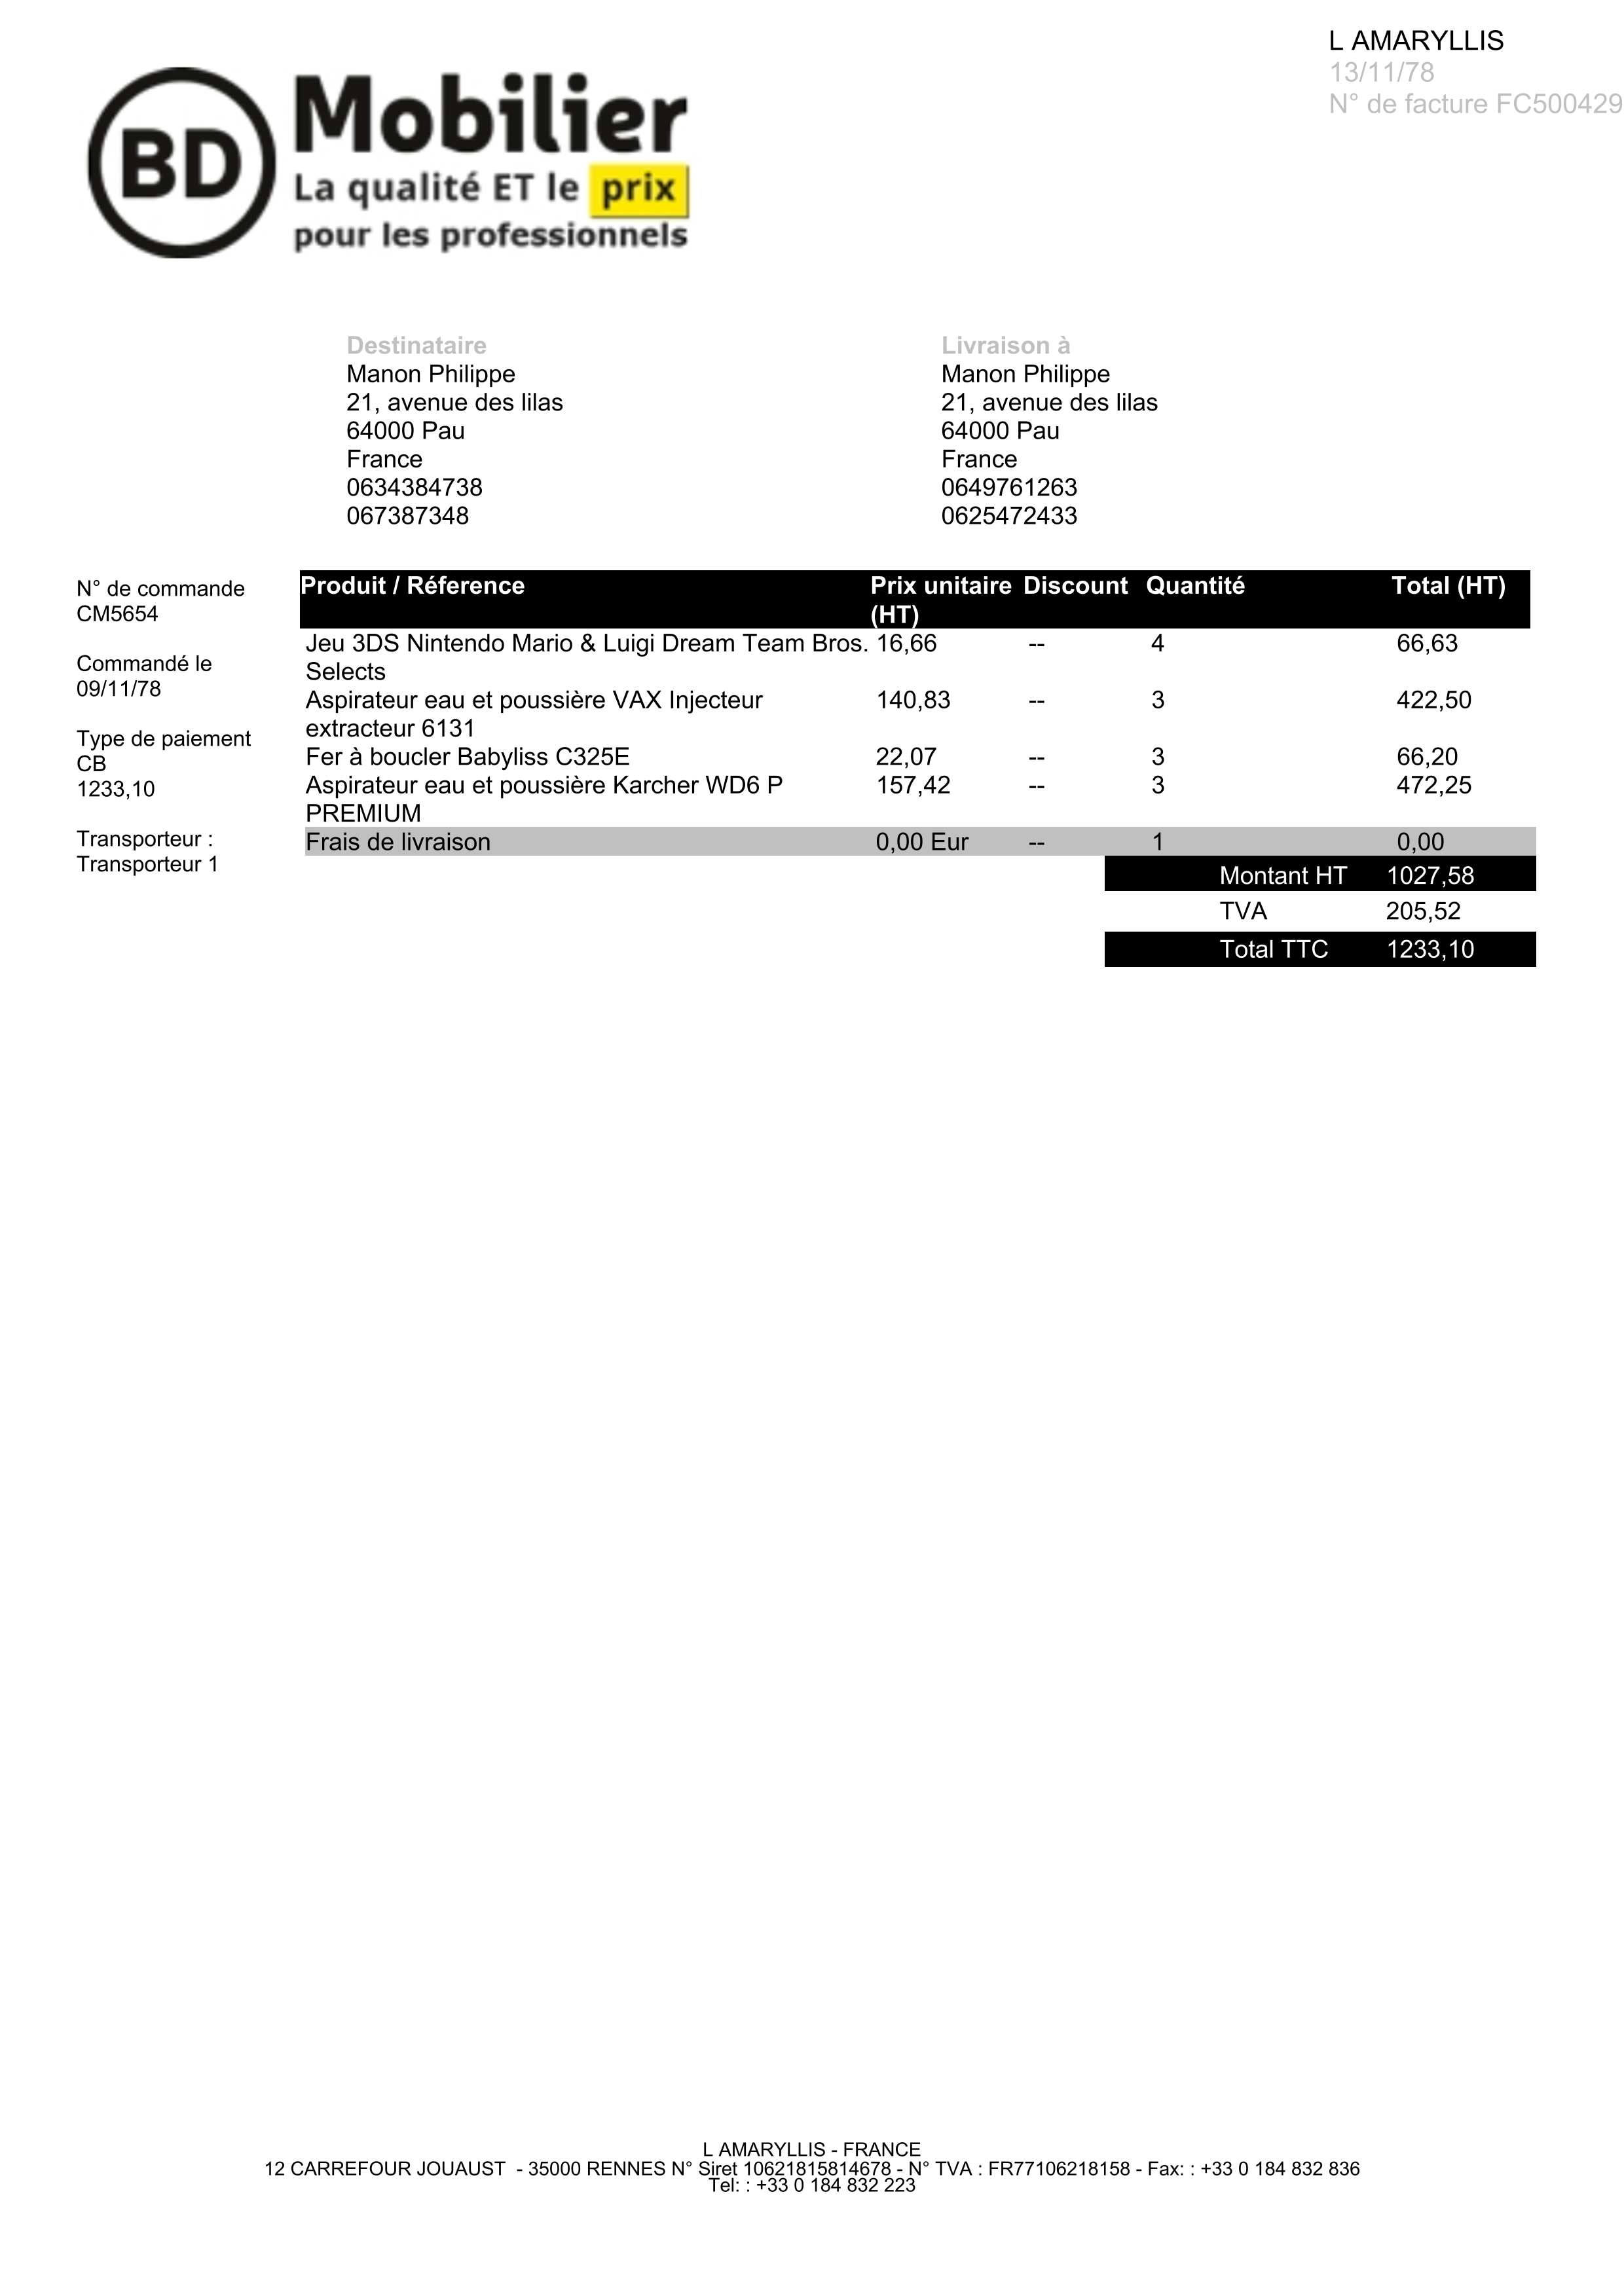 L AMARYLLIS
13/11/78
N° de facture FC500429
BD
Mobilier
La qualité ET le prix
pour les professionnels
Destinataire
Manon Philippe
21, avenue des lilas
64000 Pau
France
0634384738
067387348
Livraison à
Manon Philippe
21, avenue des lilas
64000 Pau
France
0649761263
0625472433
N° de commande
CM5654
Commandé le
09/11/78
Type de paiement
CB
1233,10
Transporteur :
Transporteur 1
Produit / Réference Prix unitaire Discount Quantité Total (HT)
(HT)
Jeu 3DS Nintendo Mario & Luigi Dream Team Bros. 16,66 -- 4 66,63
Selects
Aspirateur eau et poussière VAX Injecteur 140,83 -- 3 422,50
extracteur 6131
Fer à boucler Babyliss C325E 22,07 -- 3 66,20
Aspirateur eau et poussière Karcher WD6 P 157,42 -- 3 472,25
PREMIUM
Frais de livraison 0,00 Eur -- 1 0,00
Montant HT 1027,58
TVA 205,52
Total TTC 1233,10
L AMARYLLIS - FRANCE
12 CARREFOUR JOUAUST - 35000 RENNES N° Siret 10621815814678 - N° TVA : FR77106218158 - Fax: : +33 0 184 832 836
Tel: : +33 0 184 832 223